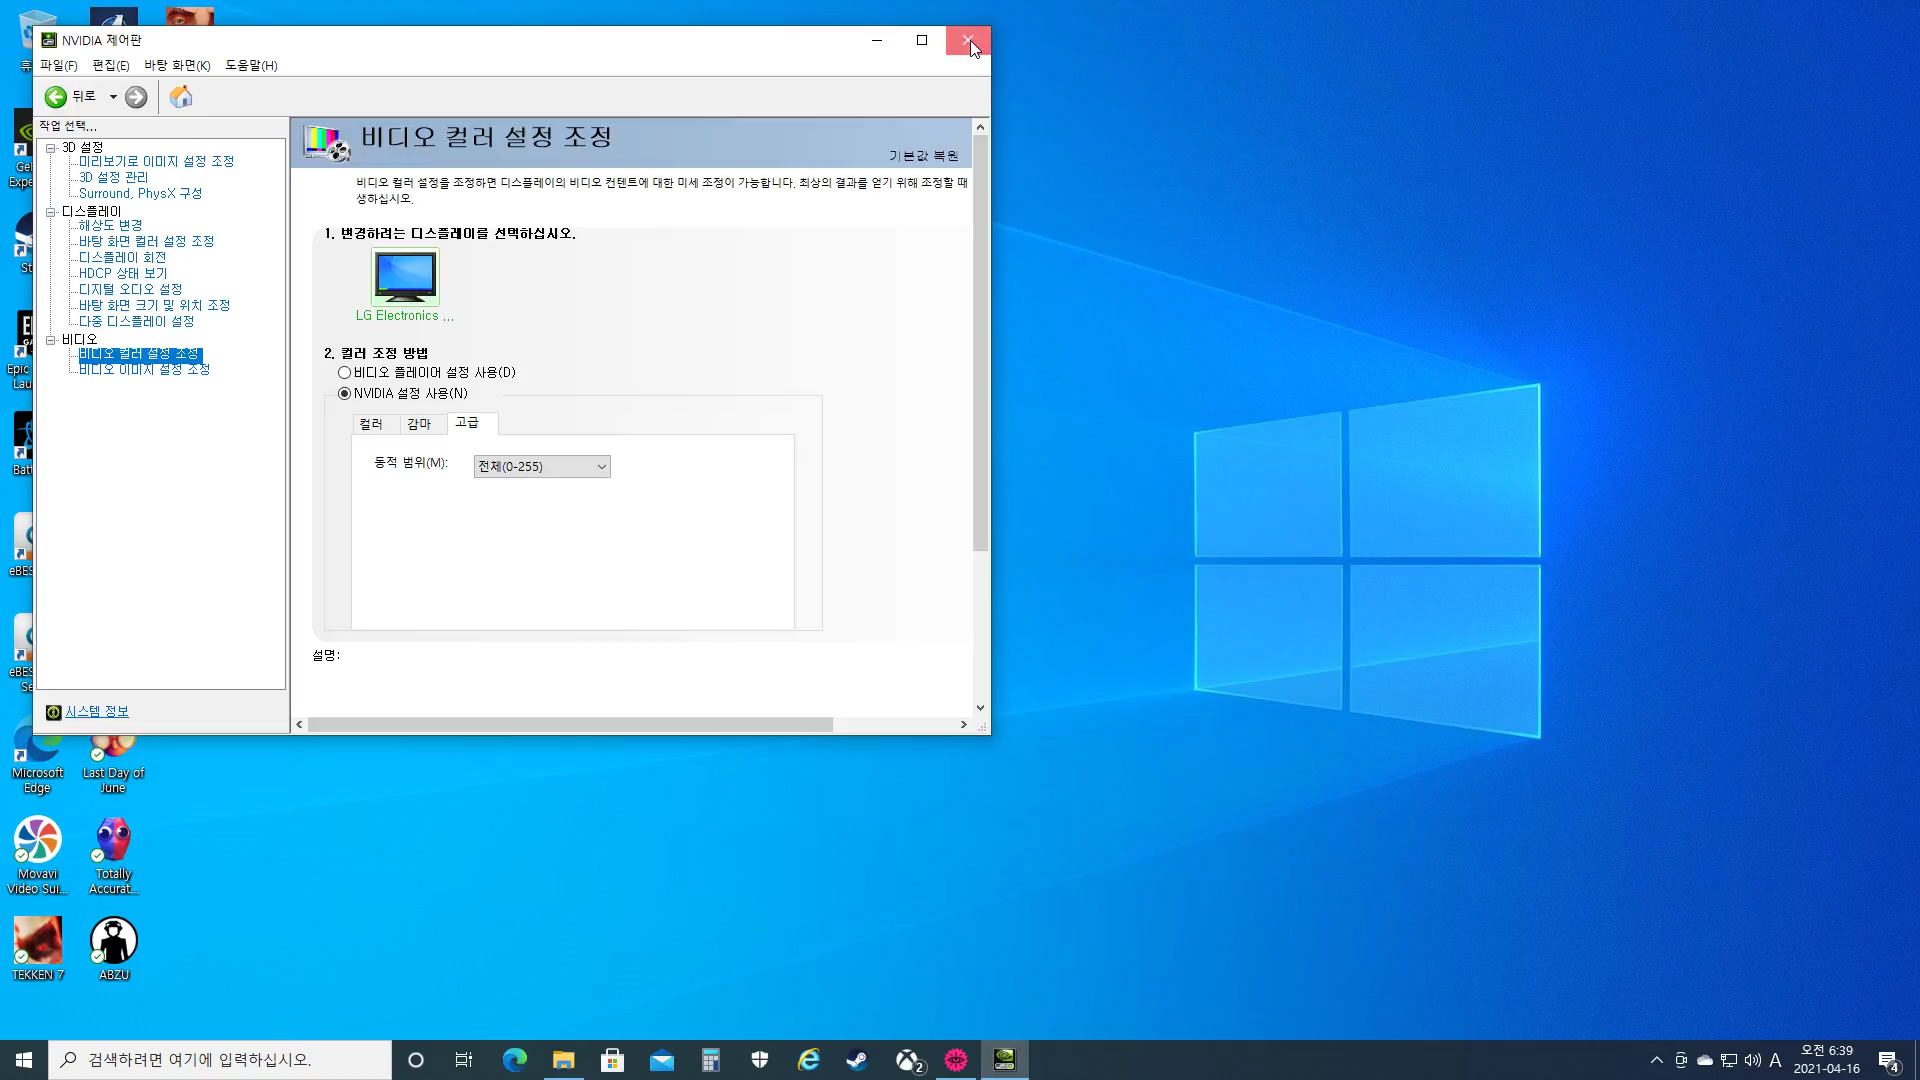 NVIDIA 제어판
파일(F) 편집(E) 바탕 화면(K) 도움말(H)
뒤로
작업 선택...
3D 설정
미리보기로 이미지 설정 조정
3D 설정 관리
Surround, PhysX 구성
디스플레이
해상도 변경
바탕 화면 컬러 설정 조정
디스플레이 회전
HDCP 상태 보기
디지털 오디오 설정
바탕 화면 크기 및 위치 조정
다중 디스플레이 설정
비디오
비디오 컬러 설정 조정
비디오 이미지 설정 조정
시스템 정보
비디오 컬러 설정 조정
기본값 복원
비디오 컬러 설정을 조정하면 디스플레이의 비디오 컨텐트에 대한 미세 조정이 가능합니다. 최상의 결과를 얻기 위해 조정할 때
생하십시오.
1. 변경하려는 디스플레이를 선택하십시오.
LG Electronics ...
2. 컬러 조정 방법
비디오 플레이어 설정 사용(D)
NVIDIA 설정 사용(N)
컬러 감마 고급
동적 범위(M): 전체(0-255)
설명:
휴
Expe
St
Epic
Lau
Batt
eBES
eBES
Se
Microsoft
Edge
Last Day of
June
Movavi
Video Sui...
Totally
Accurat...
TEKKEN 7
ABZU
검색하려면 여기에 입력하십시오.
2
A
오전 6:39
2021-04-16
4